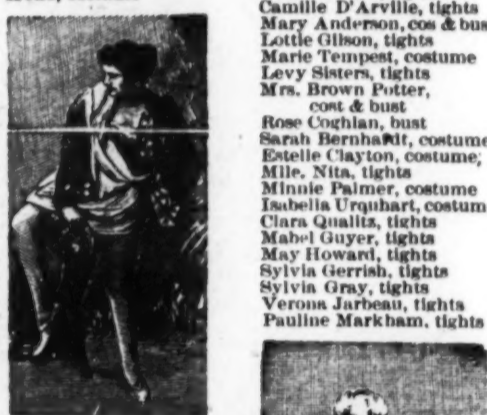 Camille D'Arville, tights
Mary Anderson, cos & bus
Lottie Gilson, tights
Marie Tempest, costume
Levy Sisters, tights
Mrs. Brown Potter,
cost & bust
Rose Coghlan, bust
Sarah Bernhardt, costume
Estelle Clayton, costume;
Mlle. Nita, tights
Minnie Palmer, costume
Isabella Urquhart, costum
Clara Qualitz, tights
Mabel Guyer, tights
May Howard, tights
Sylvia Gerrish, tights
Sylvia Gray, tights
Verona Jarbeau, tights
Pauline Markham, tights